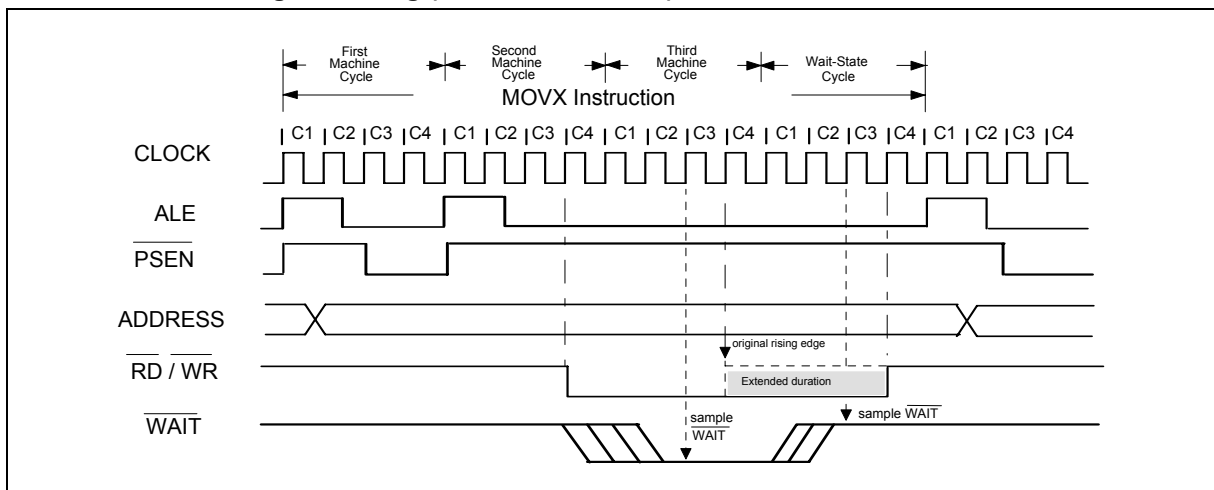 First
Machine
Cycle
Second
Machine
Cycle
Third
Machine
Cycle
Wait-State
Cycle
MOVX Instruction
C1 C2 C3 C4 C1 C2 C3 C4 C1 C2 C3 C4 C1 C2 C3 C4 C1 C2 C3 C4
CLOCK
ALE
PSEN
ADDRESS
original rising edge
RD / WR
Extended duration
WAIT
sample
WAIT
sample WAIT